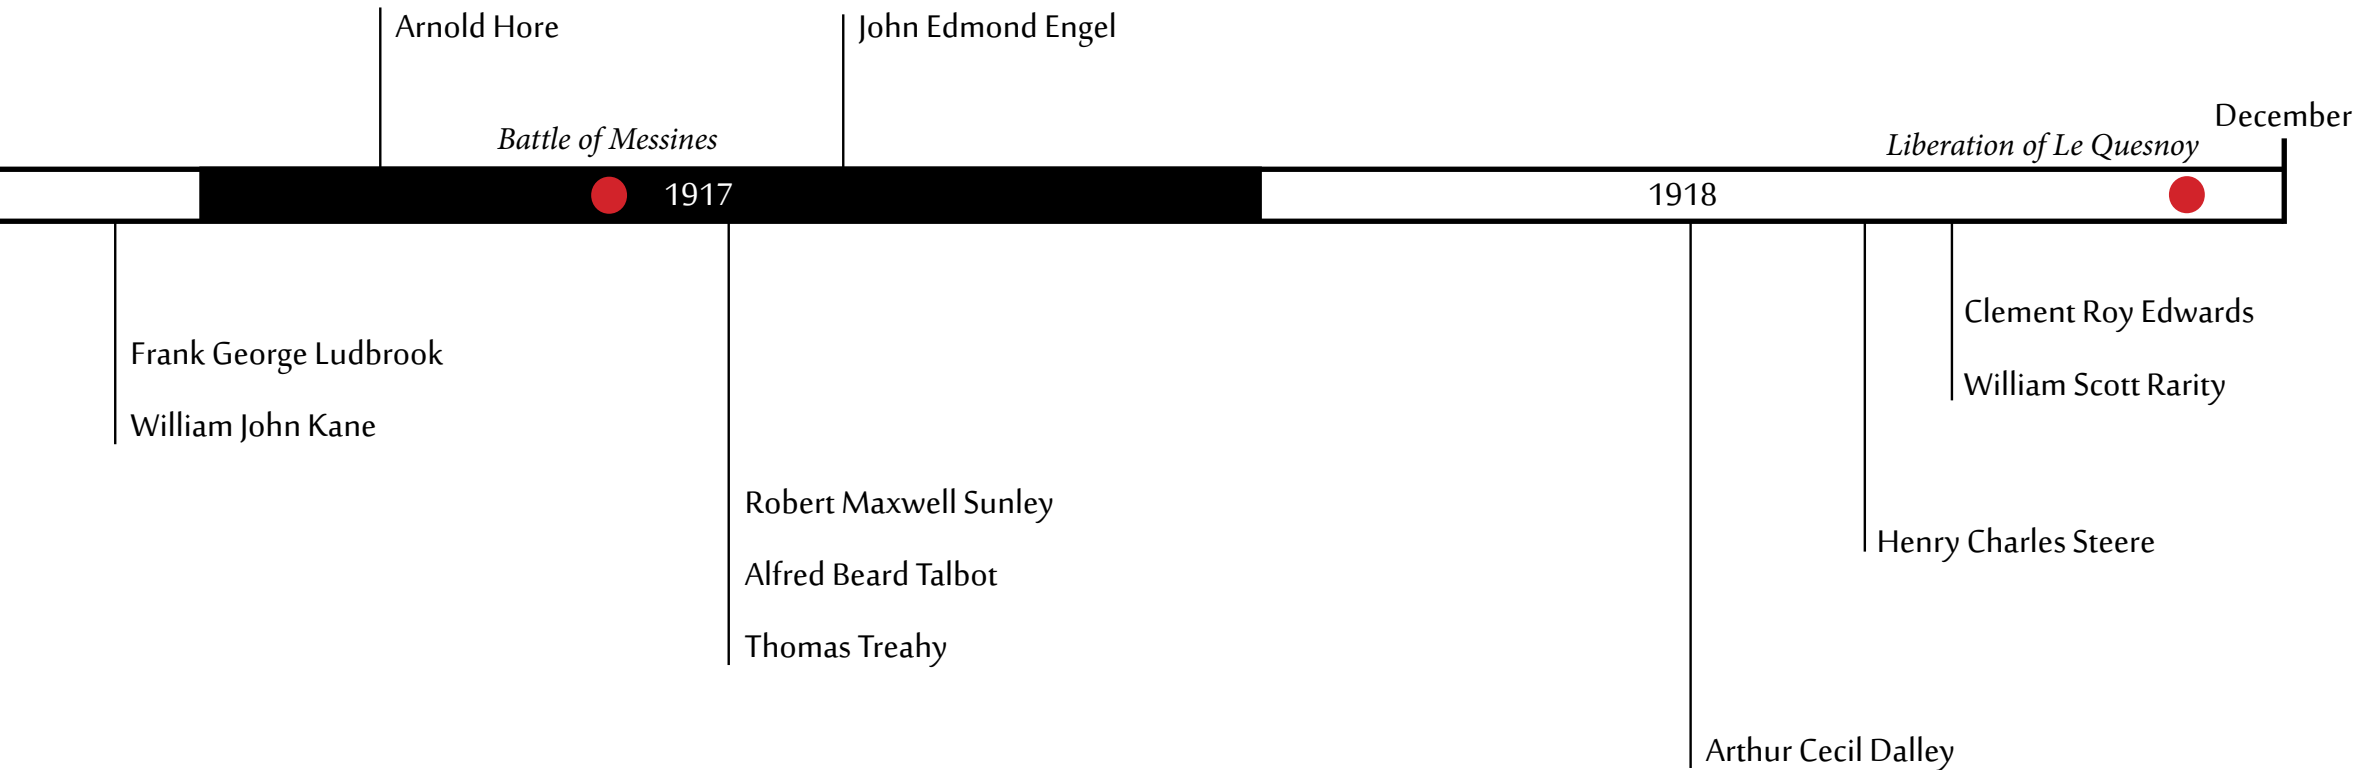 Arnold Hore
John Edmond Engel
December
Battle of Messines
Liberation of Le Quesnoy
1917
1918
Clement Roy Edwards
Frank George Ludbrook
William Scott Rarity
William John Kane
Robert Maxwell Sunley
Henry Charles Steere
Alfred Beard Talbot
Thomas Treahy
Arthur Cecil Dalley